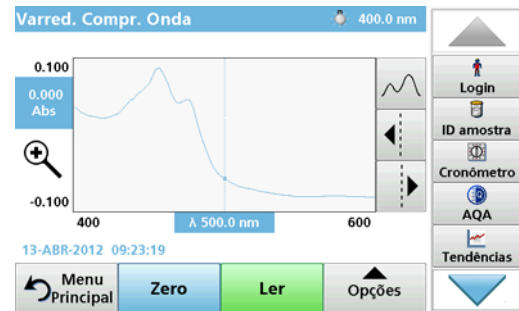 Varred. Compr. Onda
400.0 nm
0.100
0.000
Abs
-0.100
400
λ 500.0 nm
600
13-ABR-2012 09:23:19
Menu
Principal
Zero
Ler
Opções
Login
ID amostra
Cronômetro
AQA
Tendências